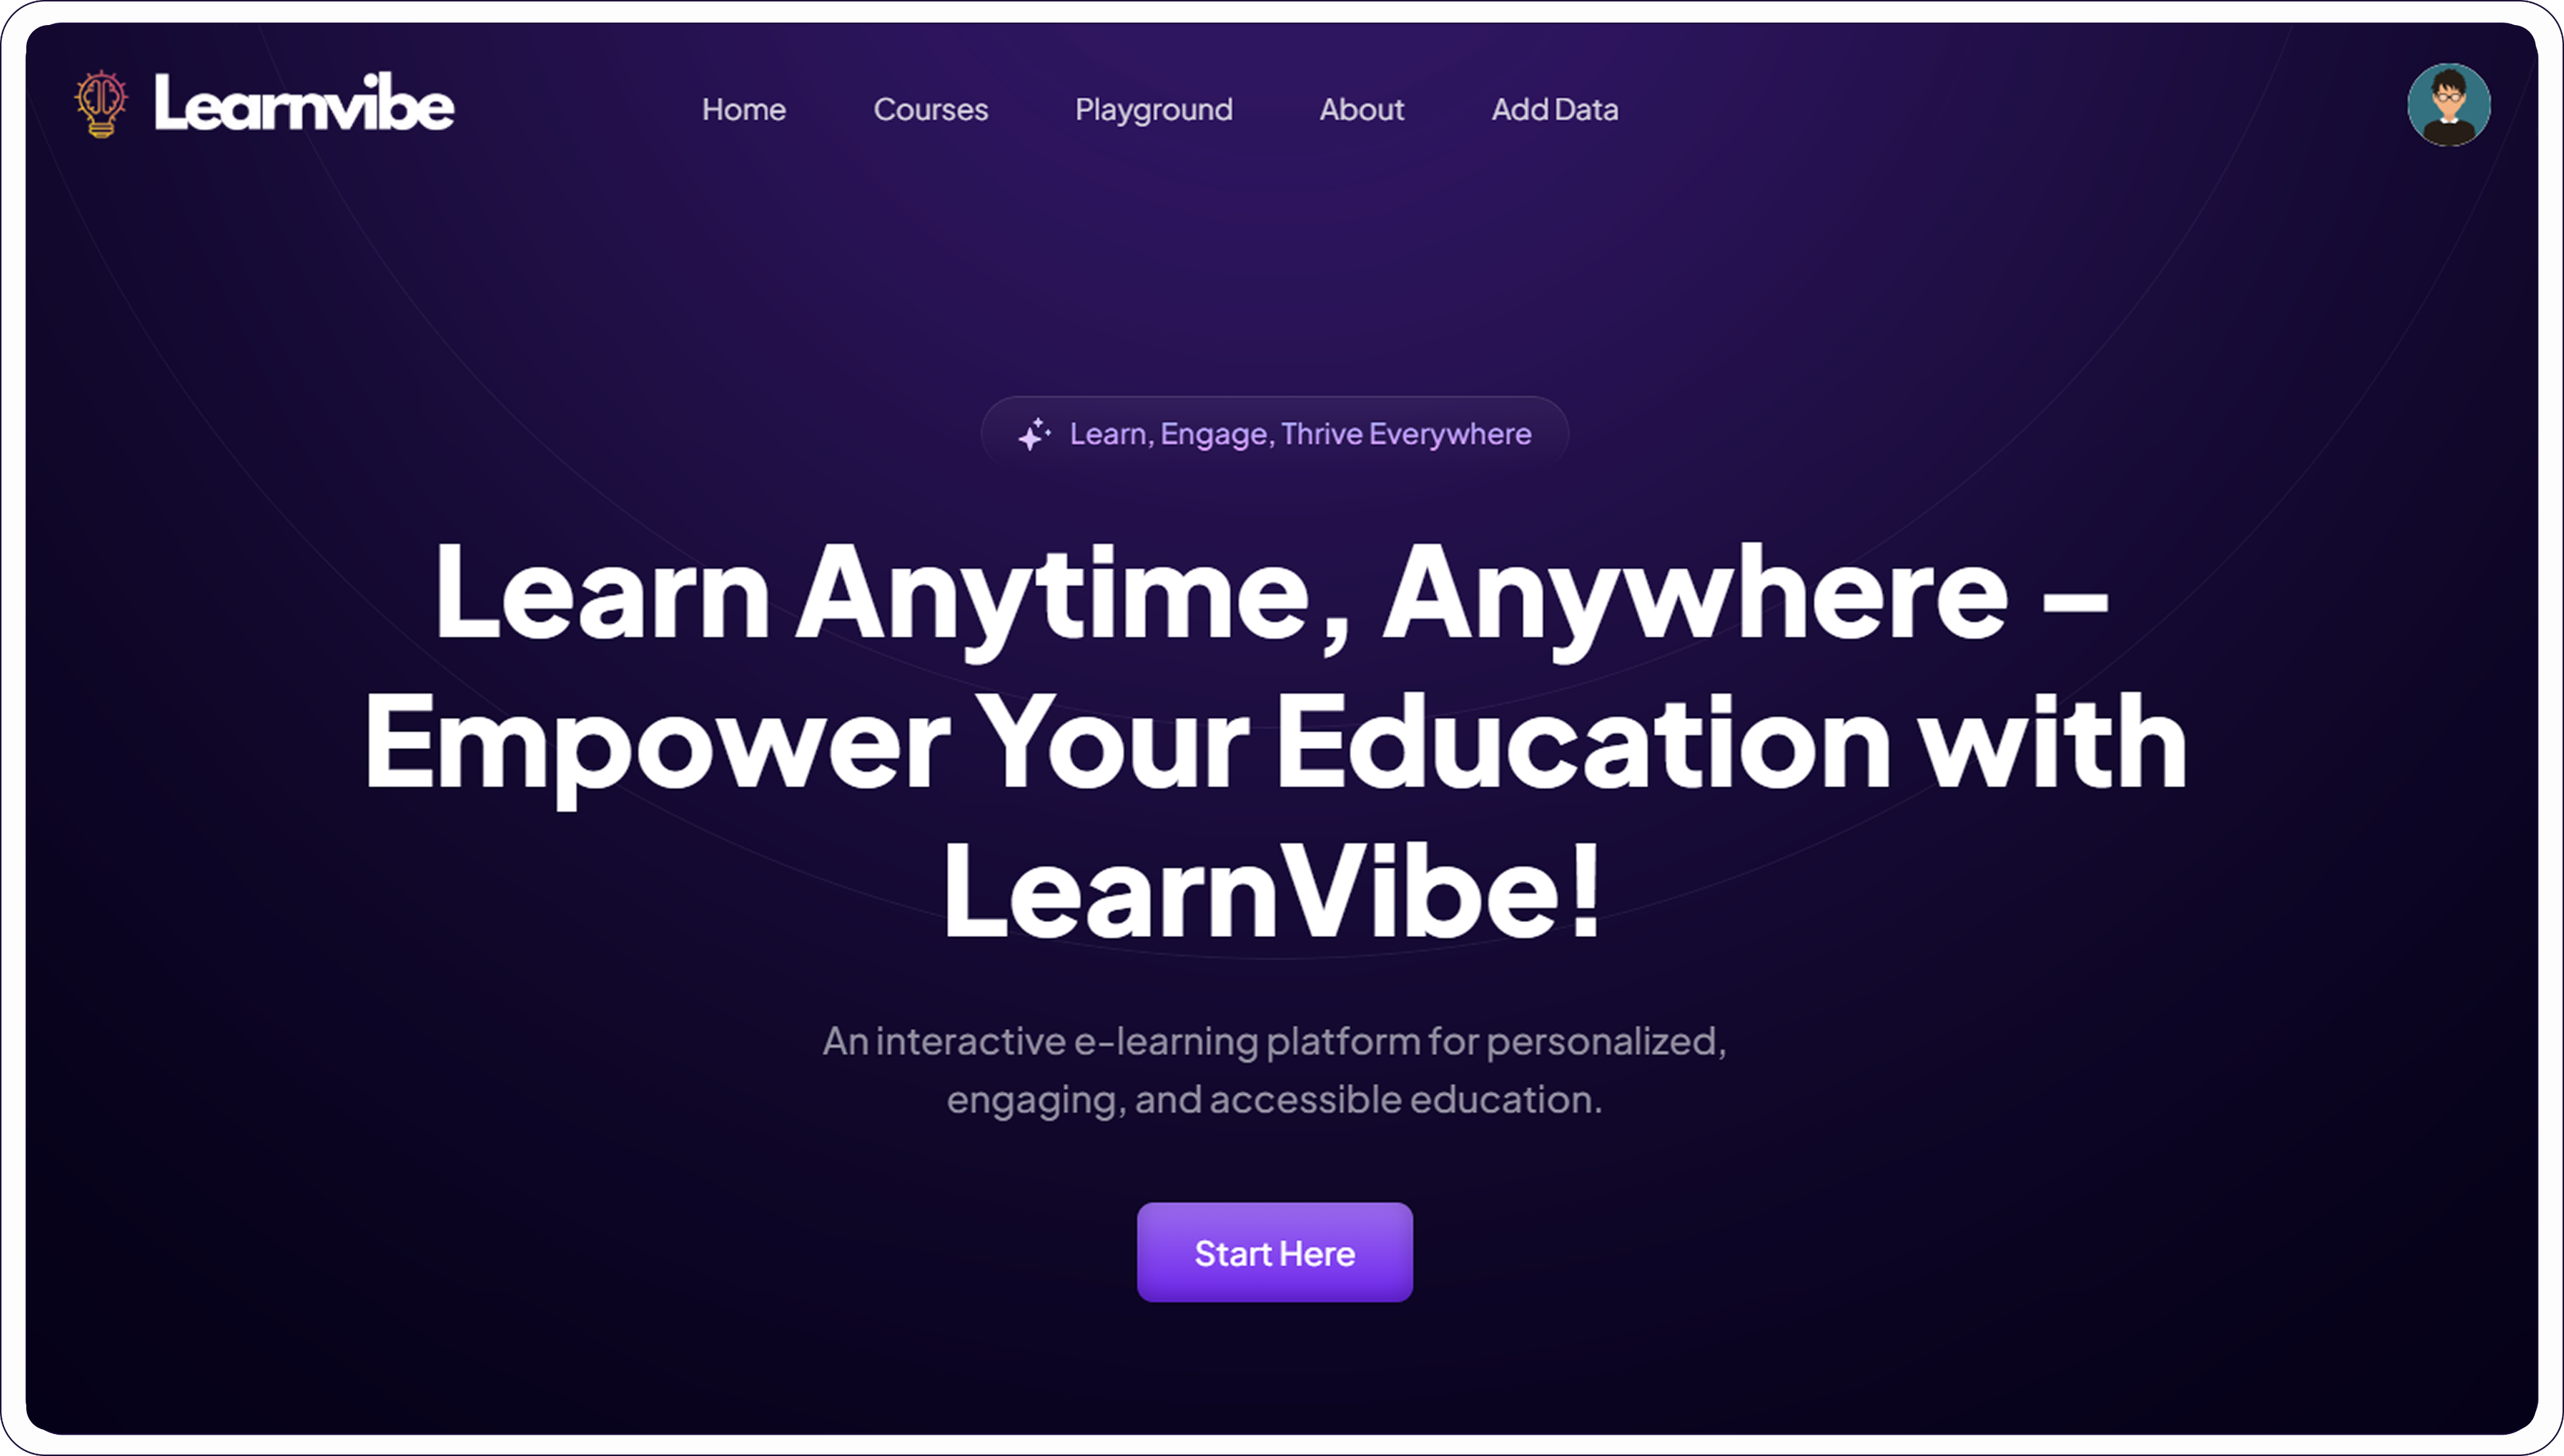 Learnvibe
Home Courses Playground About Add Data
Learn, Engage, Thrive Everywhere
Learn Anytime, Anywhere –
Empower Your Education with
LearnVibe!
An interactive e-learning platform for personalized,
engaging, and accessible education.
Start Here